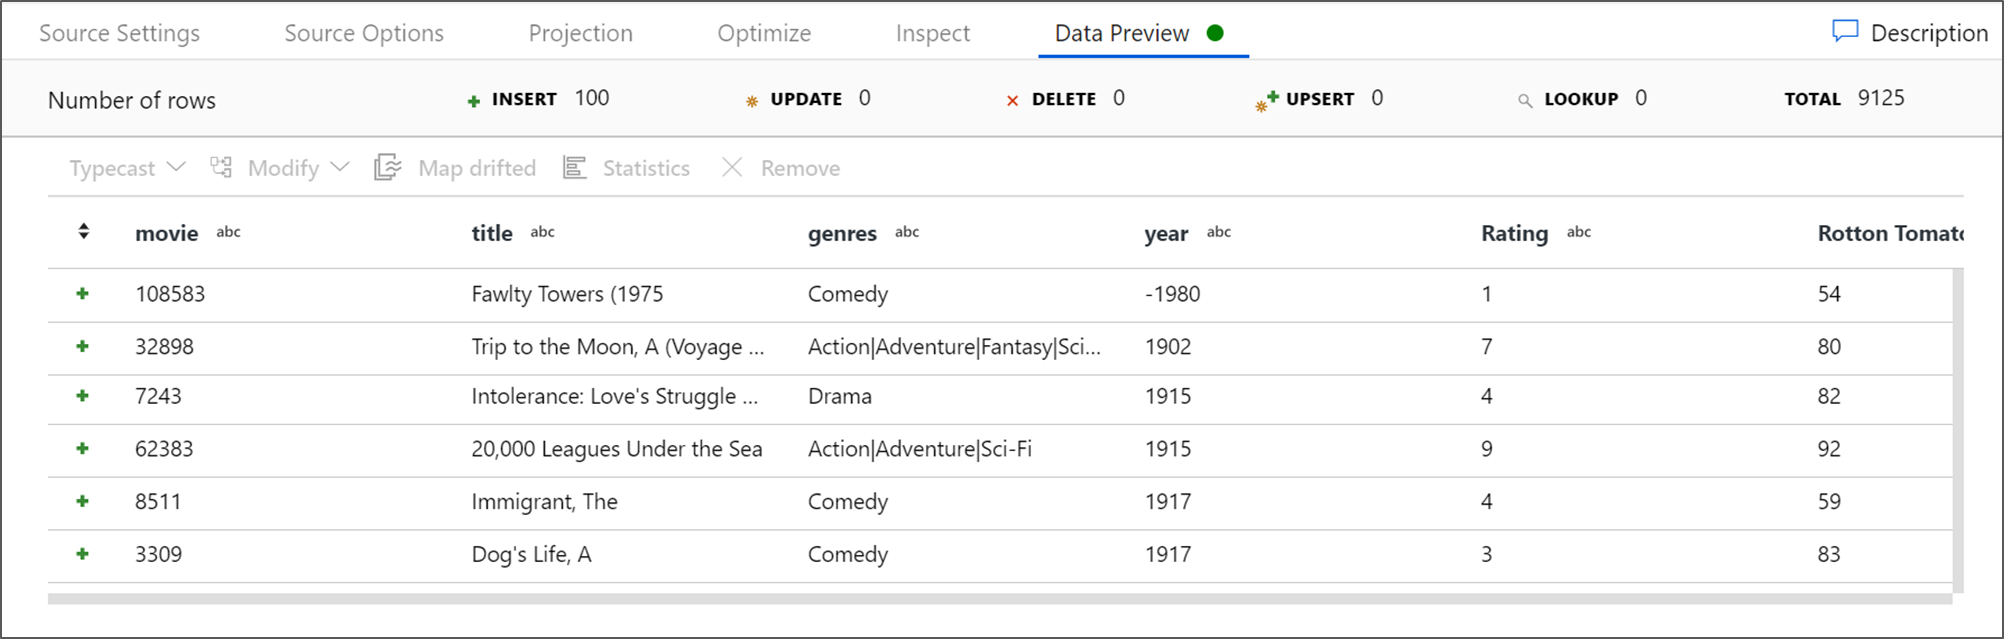 Source Settings Source Options Projection Optimize Inspect Data Preview Description
Number of rows INSERT 100 UPDATE 0 DELETE 0 UPSERT 0 LOOKUP 0 TOTAL 9125
Typecast Modify Map drifted Statistics Remove
movie abc title abc genres abc year abc Rating abc Rotton Tomato
108583 Fawlty Towers (1975 Comedy -1980 1 54
32898 Trip to the Moon, A (Voyage ... Action|Adventure|Fantasy|Sci... 1902 7 80
7243 Intolerance: Love's Struggle ... Drama 1915 4 82
62383 20,000 Leagues Under the Sea Action|Adventure|Sci-Fi 1915 9 92
8511 Immigrant, The Comedy 1917 4 59
3309 Dog's Life, A Comedy 1917 3 83